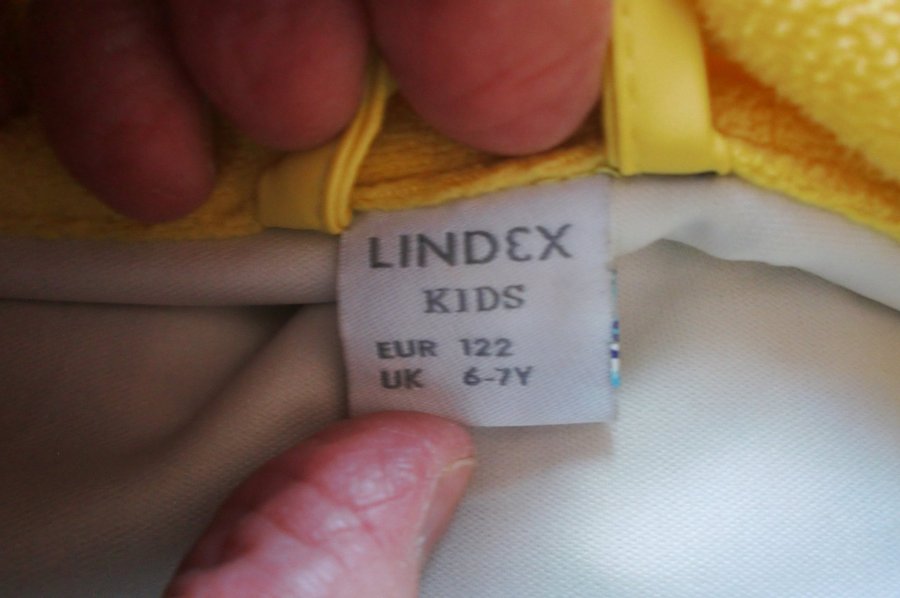 LINDEX
KIDS
EUR 122
UK 6-7Y